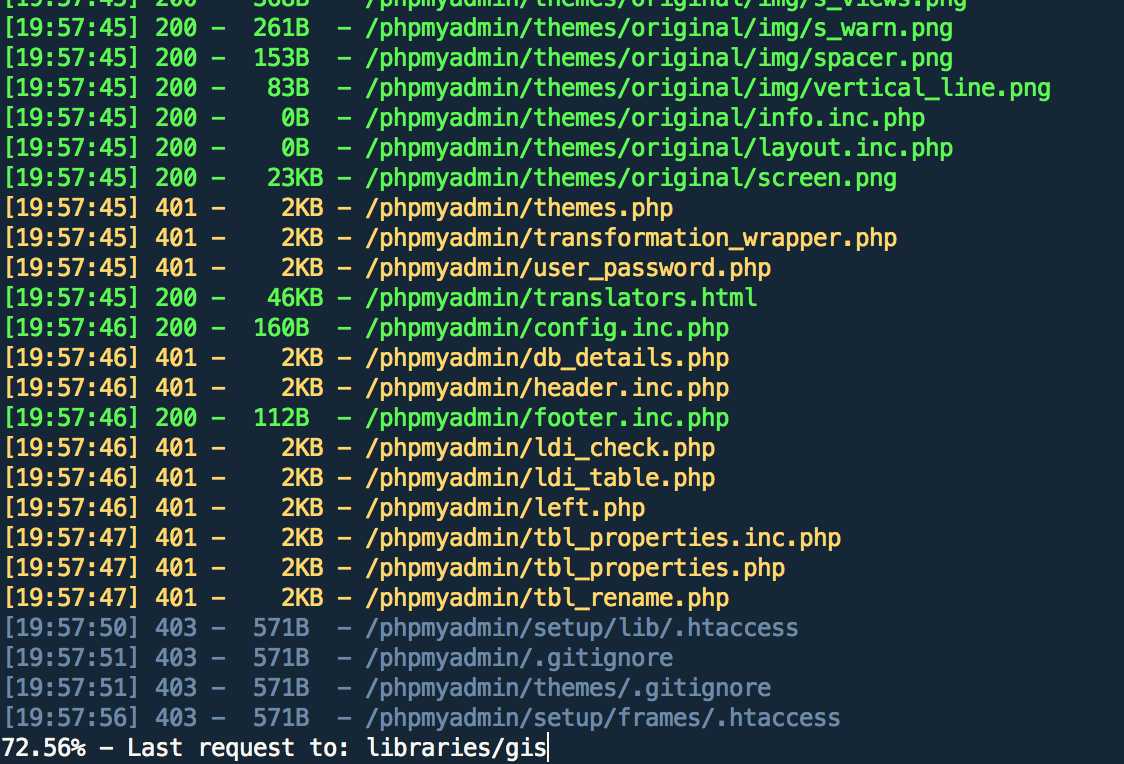 [19:57:45] 200 -  368B  - /phpmyadmin/themes/original/img/s_views.png
[19:57:45] 200 -  261B  - /phpmyadmin/themes/original/img/s_warn.png
[19:57:45] 200 -  153B  - /phpmyadmin/themes/original/img/spacer.png
[19:57:45] 200 -   83B  - /phpmyadmin/themes/original/img/vertical_line.png
[19:57:45] 200 -    0B  - /phpmyadmin/themes/original/info.inc.php
[19:57:45] 200 -    0B  - /phpmyadmin/themes/original/layout.inc.php
[19:57:45] 200 -   23KB - /phpmyadmin/themes/original/screen.png
[19:57:45] 401 -    2KB - /phpmyadmin/themes.php
[19:57:45] 401 -    2KB - /phpmyadmin/transformation_wrapper.php
[19:57:45] 401 -    2KB - /phpmyadmin/user_password.php
[19:57:45] 200 -   46KB - /phpmyadmin/translators.html
[19:57:46] 200 -  160B  - /phpmyadmin/config.inc.php
[19:57:46] 401 -    2KB - /phpmyadmin/db_details.php
[19:57:46] 401 -    2KB - /phpmyadmin/header.inc.php
[19:57:46] 200 -  112B  - /phpmyadmin/footer.inc.php
[19:57:46] 401 -    2KB - /phpmyadmin/ldi_check.php
[19:57:46] 401 -    2KB - /phpmyadmin/ldi_table.php
[19:57:46] 401 -    2KB - /phpmyadmin/left.php
[19:57:47] 401 -    2KB - /phpmyadmin/tbl_properties.inc.php
[19:57:47] 401 -    2KB - /phpmyadmin/tbl_properties.php
[19:57:47] 401 -    2KB - /phpmyadmin/tbl_rename.php
[19:57:50] 403 -  571B  - /phpmyadmin/setup/lib/.htaccess
[19:57:51] 403 -  571B  - /phpmyadmin/.gitignore
[19:57:51] 403 -  571B  - /phpmyadmin/themes/.gitignore
[19:57:56] 403 -  571B  - /phpmyadmin/setup/frames/.htaccess
72.56% - Last request to: libraries/gis